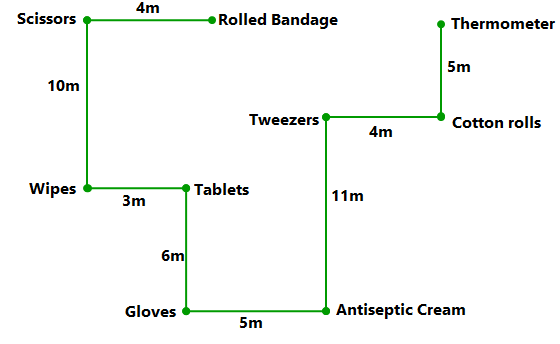 4m
Scissors
Rolled Bandage
Thermometer
5m
10m
Tweezers
4m
Cotton rolls
Wipes
Tablets
3m
11m
6m
Gloves
Antiseptic Cream
5m